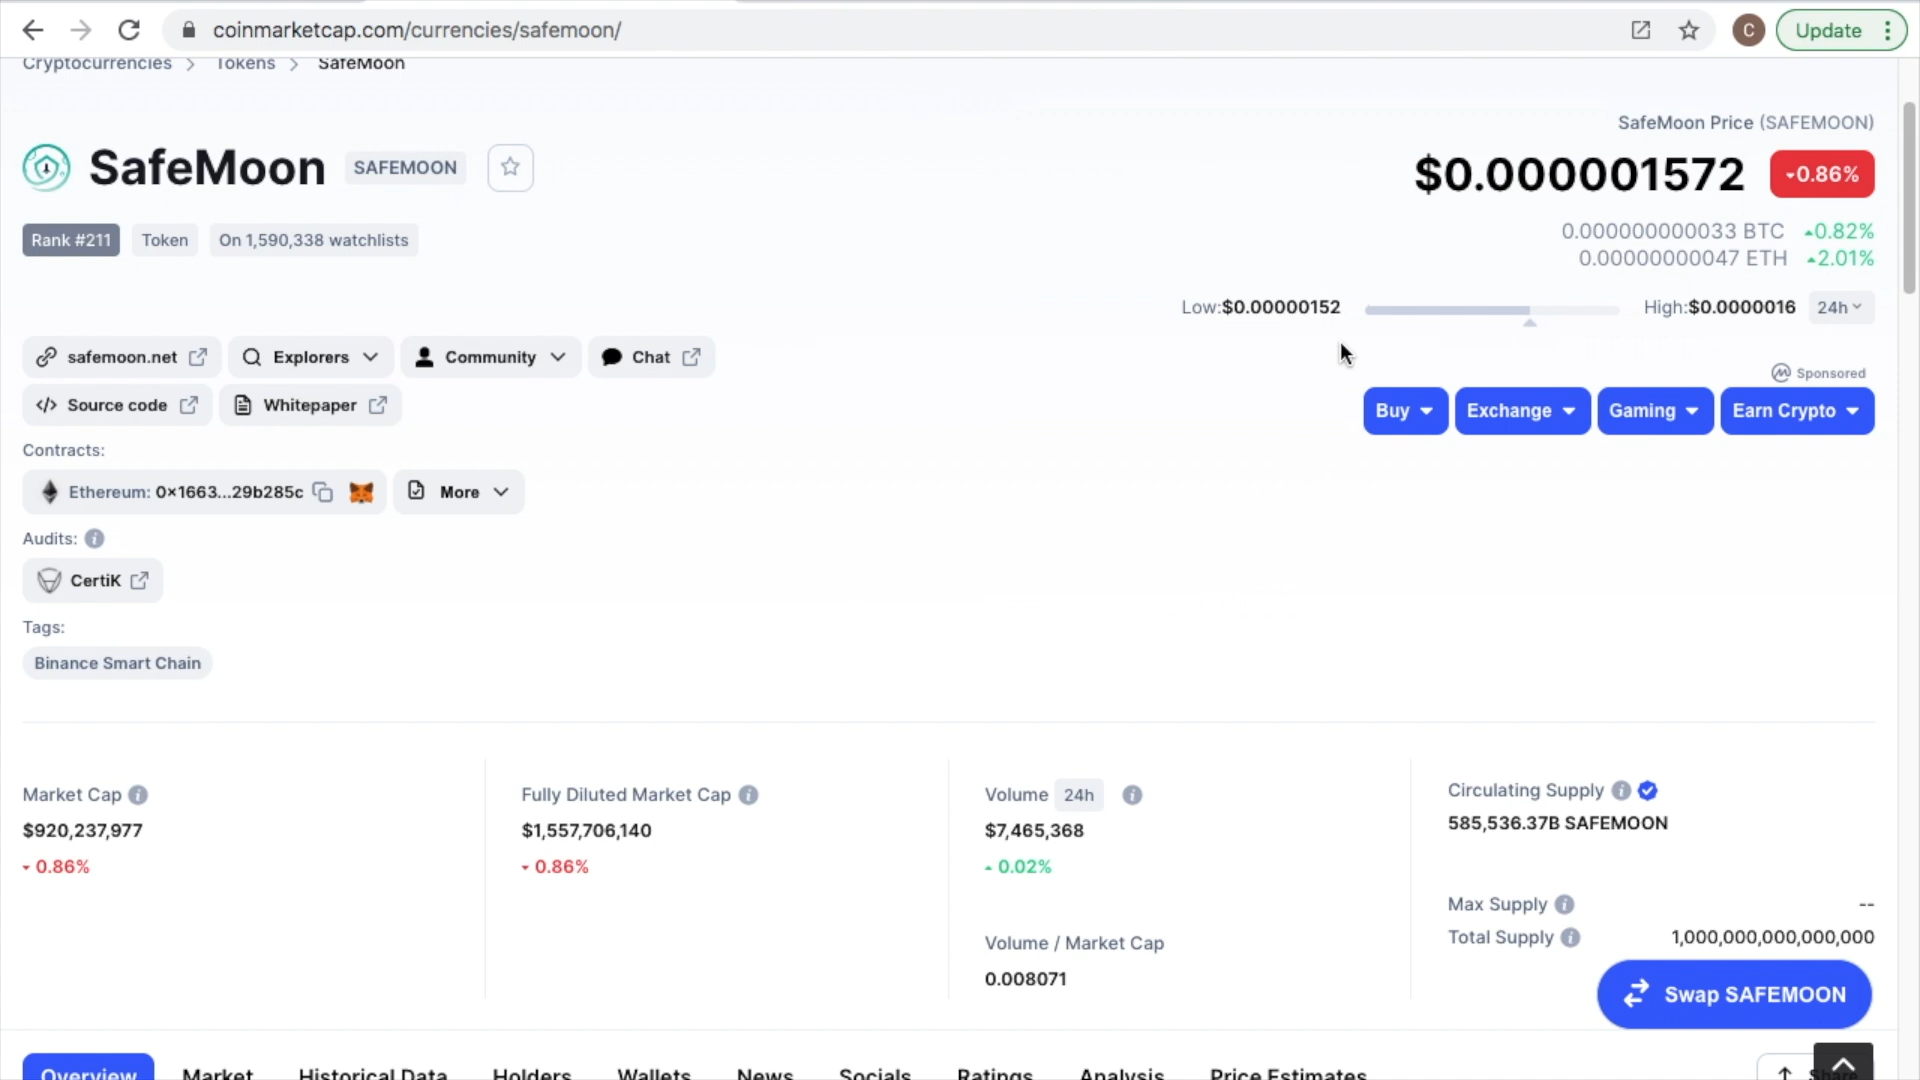 coinmarketcap.com/currencies/safemoon/
C
Update
Cryptocurrencies > Tokens > SafeMoon
SafeMoon Price (SAFEMOON)
SafeMoon SAFEMOON
$0.000001572 0.86%
Rank #211 Token On 1,590,338 watchlists
0.000000000033 BTC 0.82%
0.00000000047 ETH 2.01%
Low:$0.00000152 High:$0.0000016 24h
safemoon.net Explorers Community Chat
Sponsored
Source code Whitepaper
Buy Exchange Gaming Earn Crypto
Contracts:
Ethereum: 0x1663...29b285c More
Audits:
CertiK
Tags:
Binance Smart Chain
Market Cap
$920,237,977
0.86%
Fully Diluted Market Cap
$1,557,706,140
0.86%
Volume 24h
$7,465,368
0.02%
Volume / Market Cap
0.008071
Circulating Supply
585,536.37B SAFEMOON
Max Supply --
Total Supply 1,000,000,000,000,000
Swap SAFEMOON
Overview Market Historical Data Holders Wallets News Socials Ratings Analysis Price Estimates Share